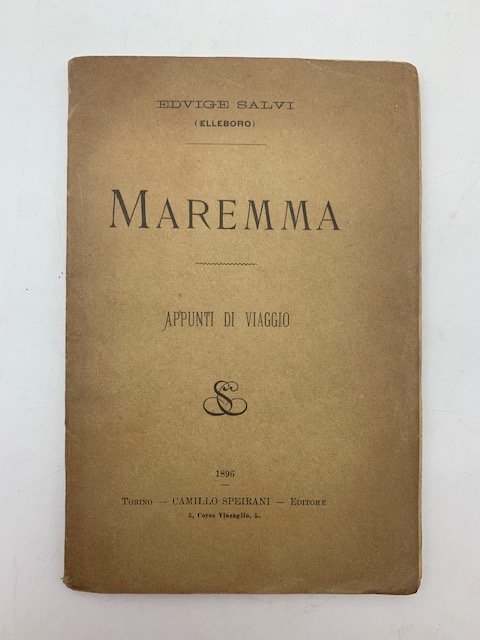 EDVIGE SALVI
(ELLEBORO)
MAREMMA
APPUNTI DI VIAGGIO
1896
TORINO — CAMILLO SPEIRANI — EDITORE
5, Corso Vinzaglio, 5.